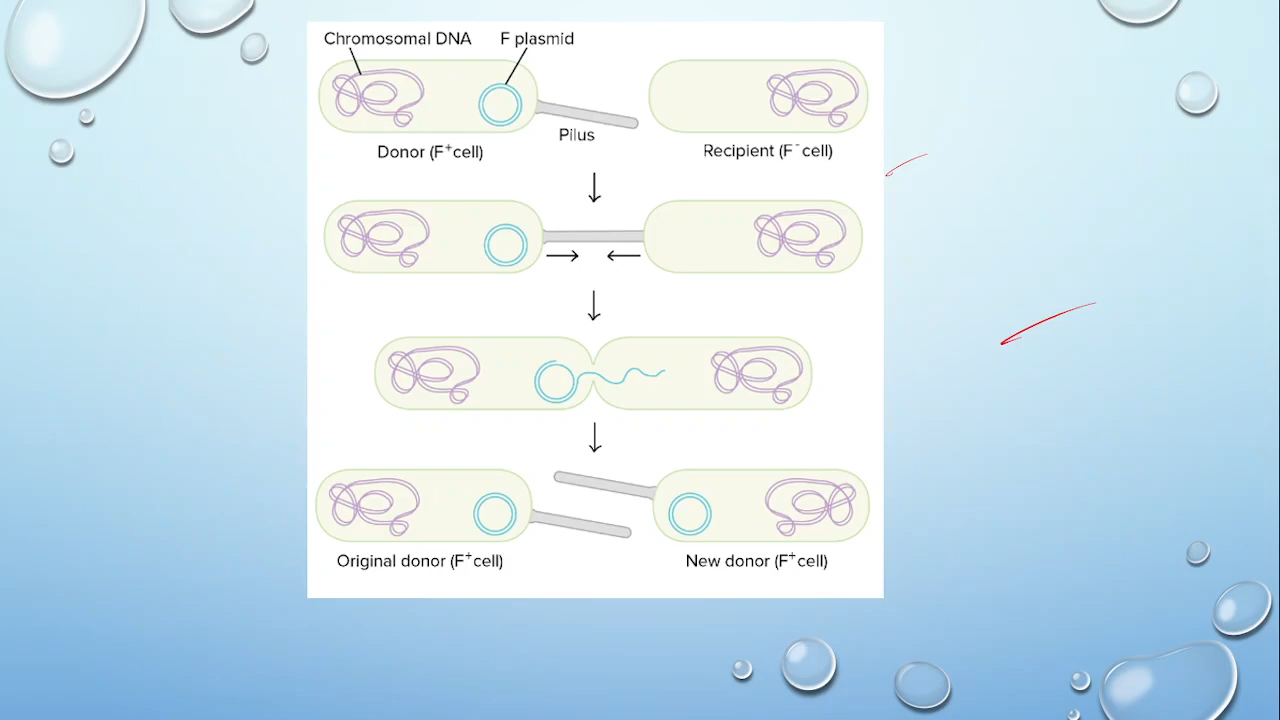 Chromosomal DNA F plasmid
Pilus
Donor (F⁺cell) Recipient (F⁻cell)
Original donor (F⁺cell) New donor (F⁺cell)